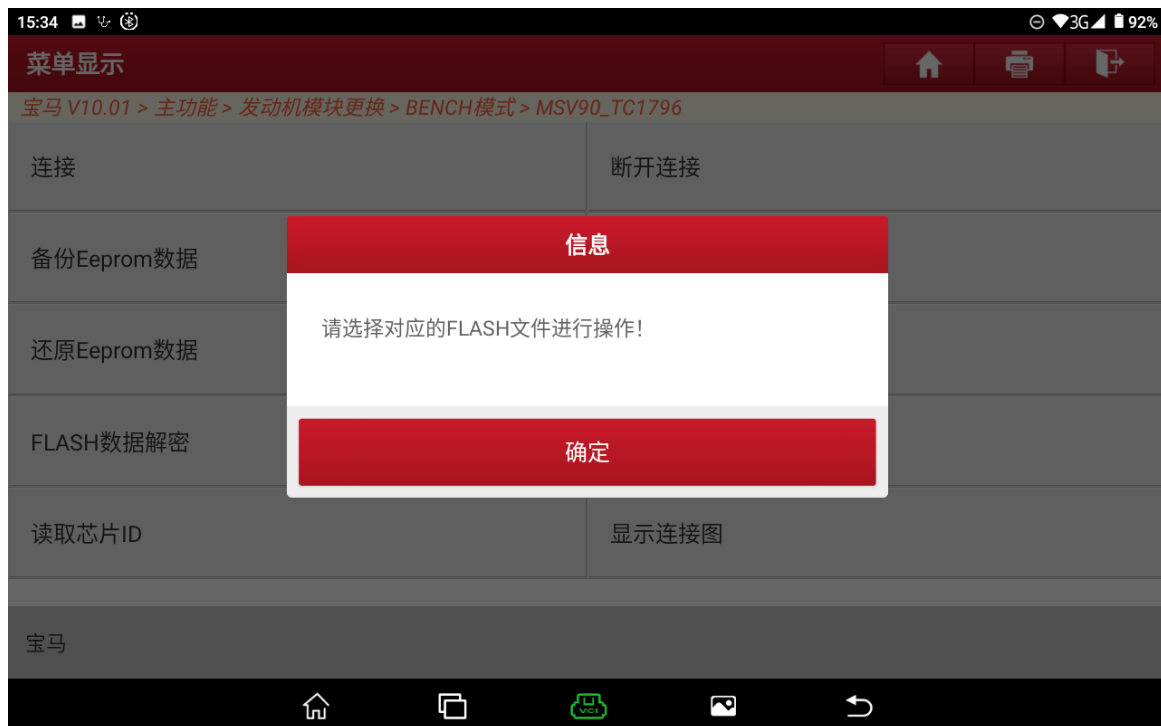 15:34 3G 92%
菜单显示
宝马 V10.01 > 主功能 > 发动机模块更换 > BENCH模式 > MSV90_TC1796
连接 断开连接
备份Eeprom数据
信息
请选择对应的FLASH文件进行操作!
还原Eeprom数据
FLASH数据解密
确定
读取芯片ID 显示连接图
宝马
VCI